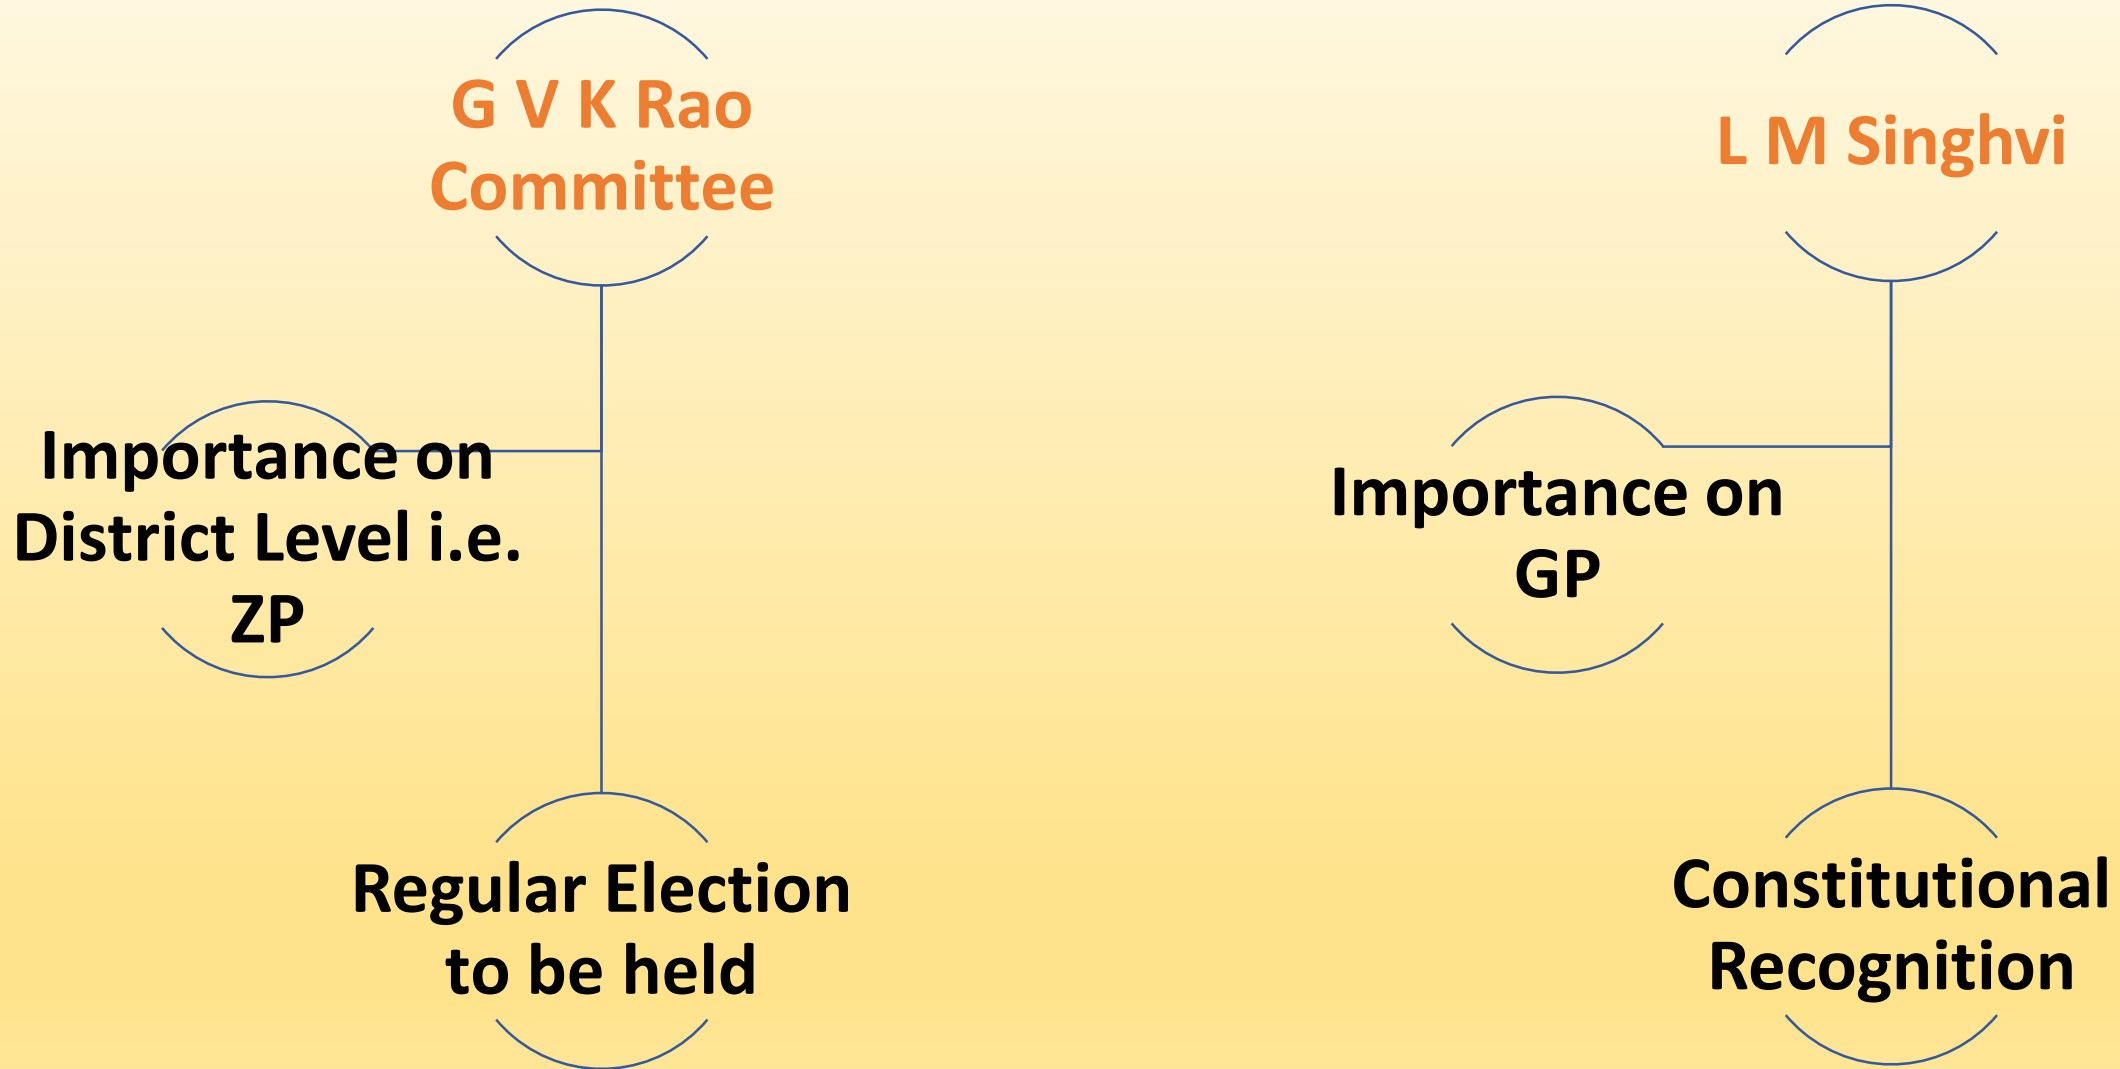 G V K Rao
Committee
Importance on
District Level i.e.
ZP
Regular Election
to be held
L M Singhvi
Importance on
GP
Constitutional
Recognition